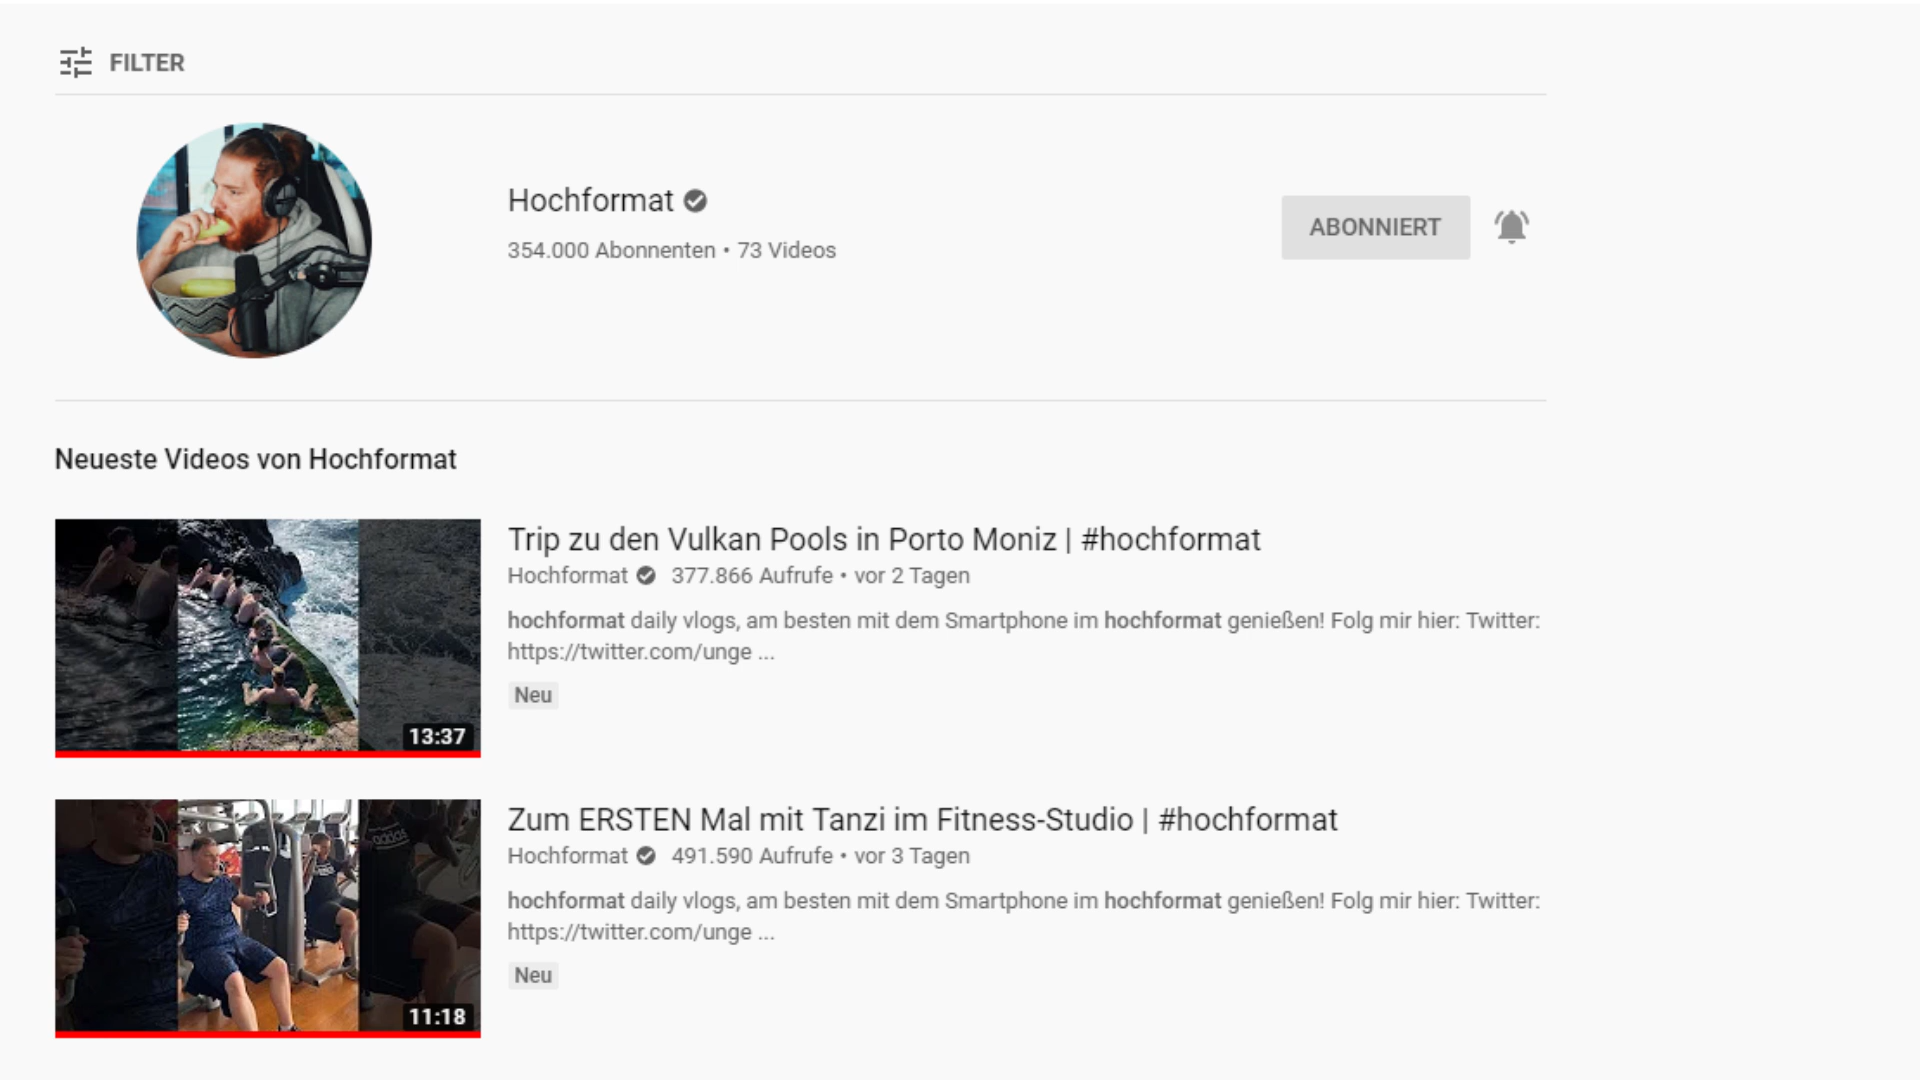 FILTER
Hochformat
354.000 Abonnenten • 73 Videos
ABONNIERT
Neueste Videos von Hochformat
13:37
Trip zu den Vulkan Pools in Porto Moniz | #hochformat
Hochformat 377.866 Aufrufe • vor 2 Tagen
hochformat daily vlogs, am besten mit dem Smartphone im hochformat genießen! Folg mir hier: Twitter:
https://twitter.com/unge ...
Neu
adidas
11:18
Zum ERSTEN Mal mit Tanzi im Fitness-Studio | #hochformat
Hochformat 491.590 Aufrufe • vor 3 Tagen
hochformat daily vlogs, am besten mit dem Smartphone im hochformat genießen! Folg mir hier: Twitter:
https://twitter.com/unge ...
Neu